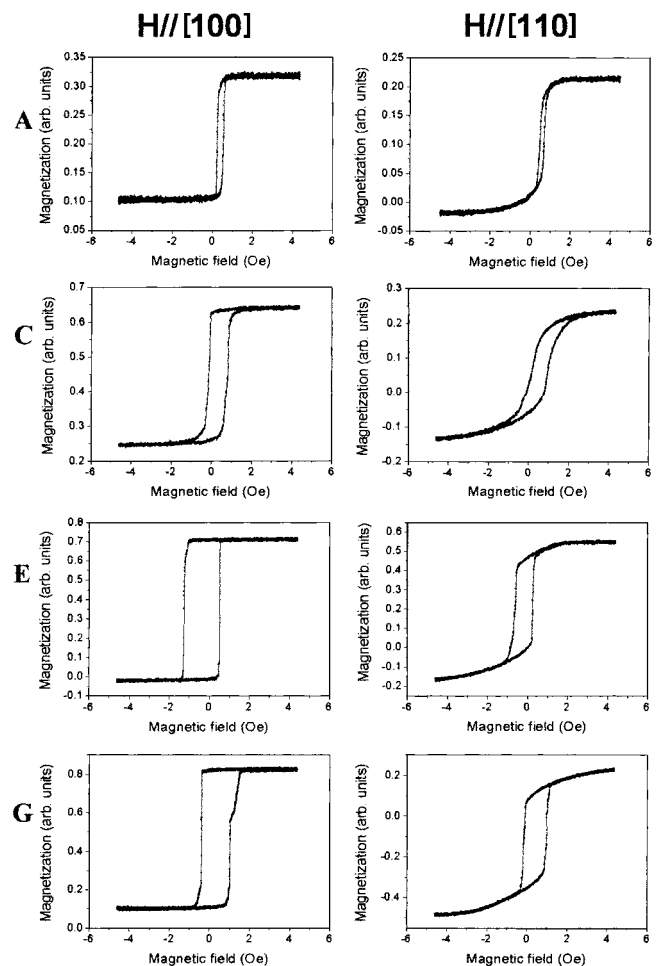 H//[100]
H//[110]
A
Magnetization (arb. units)
0.35
0.30
0.25
0.20
0.15
0.10
0.05
-6 -4 -2 0 2 4 6
Magnetic field (Oe)
Magnetization (arb. units)
0.25
0.20
0.15
0.10
0.05
0.00
-0.05
-6 -4 -2 0 2 4 6
Magnetic field (Oe)
C
Magnetization (arb. units)
0.7
0.6
0.5
0.4
0.3
0.2
-6 -4 -2 0 2 4 6
Magnetic field (Oe)
Magnetization (arb. units)
0.3
0.2
0.1
0.0
-0.1
-0.2
-6 -4 -2 0 2 4 6
Magnetic field (Oe)
E
Magnetization (arb. units)
0.8
0.7
0.6
0.5
0.4
0.3
0.2
0.1
0.0
-0.1
-6 -4 -2 0 2 4 6
Magnetic field (Oe)
Magnetization (arb. units)
0.6
0.5
0.4
0.3
0.2
0.1
0.0
-0.1
-0.2
-6 -4 -2 0 2 4 6
Magnetic field (Oe)
G
Magnetization (arb. units)
0.8
0.6
0.4
0.2
0.0
-6 -4 -2 0 2 4 6
Magnetic field (Oe)
Magnetization (arb. units)
0.2
0.0
-0.2
-0.4
-6 -4 -2 0 2 4 6
Magnetic field (Oe)